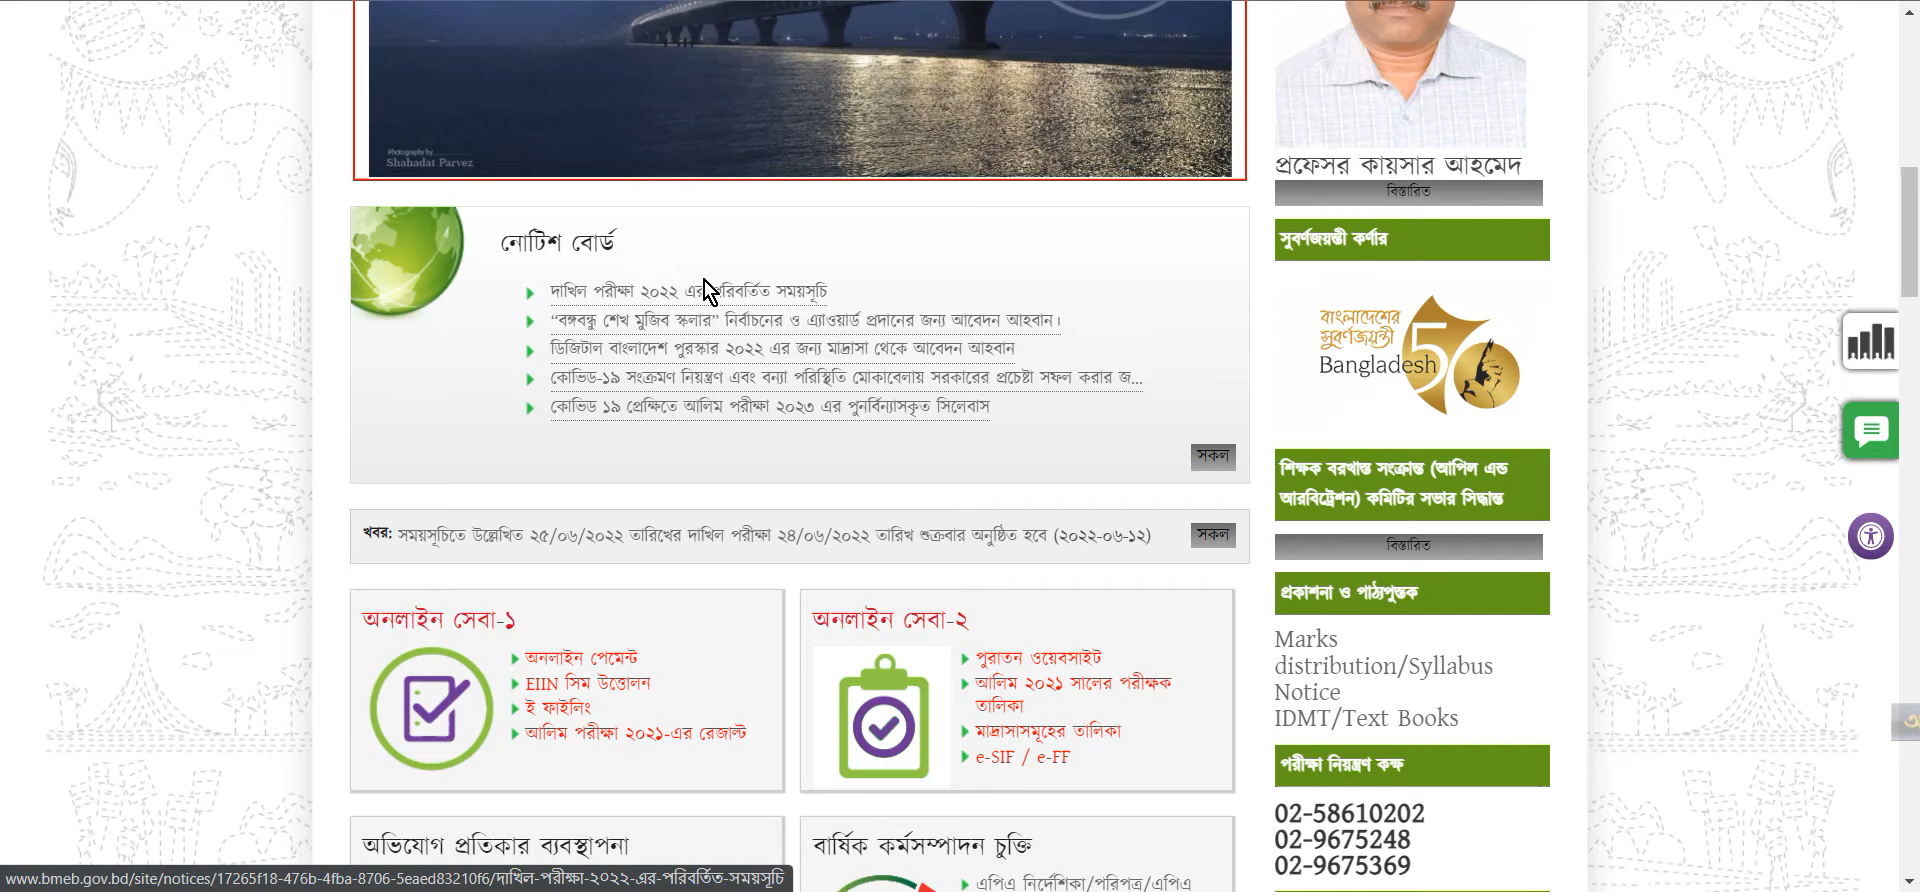 Photography by
Shahadat Parvez
প্রফেসর কায়সার আহমেদ
বিস্তারিত
নোটিশ বোর্ড
দাখিল পরীক্ষা ২০২২ এর পরিবর্তিত সময়সূচি
“বঙ্গবন্ধু শেখ মুজিব স্কলার” নির্বাচনের ও এ্যাওয়ার্ড প্রদানের জন্য আবেদন আহবান।
ডিজিটাল বাংলাদেশ পুরস্কার ২০২২ এর জন্য মাদ্রাসা থেকে আবেদন আহবান
কোভিড-১৯ সংক্রমণ নিয়ন্ত্রণ এবং বন্যা পরিস্থিতি মোকাবেলায় সরকারের প্রচেষ্টা সফল করার জ...
কোভিড ১৯ প্রেক্ষিতে আলিম পরীক্ষা ২০২৩ এর পুনর্বিন্যাসকৃত সিলেবাস
সকল
খবর: সময়সূচিতে উল্লেখিত ২৫/০৬/২০২২ তারিখের দাখিল পরীক্ষা ২৪/০৬/২০২২ তারিখ শুক্রবার অনুষ্ঠিত হবে (২০২২-০৬-১২)
সকল
অনলাইন সেবা-১
অনলাইন পেমেন্ট
EIIN সিম উত্তোলন
ই ফাইলিং
আলিম পরীক্ষা ২০২১-এর রেজাল্ট
অনলাইন সেবা-২
পুরাতন ওয়েবসাইট
আলিম ২০২১ সালের পরীক্ষক
তালিকা
মাদ্রাসাসমূহের তালিকা
e-SIF / e-FF
অভিযোগ প্রতিকার ব্যবস্থাপনা
বার্ষিক কর্মসম্পাদন চুক্তি
এপিএ নির্দেশিকা/পরিপত্র/এপিএ
সুবর্ণজয়ন্তী কর্ণার
বাংলাদেশের
সুবর্ণজয়ন্তী
Bangladesh
50
শিক্ষক বরখাস্ত সংক্রান্ত (আপিল এন্ড
আরবিট্রেশন) কমিটির সভার সিদ্ধান্ত
বিস্তারিত
প্রকাশনা ও পাঠ্যপুস্তক
Marks
distribution/Syllabus
Notice
IDMT/Text Books
পরীক্ষা নিয়ন্ত্রণ কক্ষ
02-58610202
02-9675248
02-9675369
www.bmeb.gov.bd/site/notices/17265f18-476b-4fba-8706-5eaed83210f6/দাখিল-পরীক্ষা-২০২২-এর-পরিবর্তিত-সময়সূচি